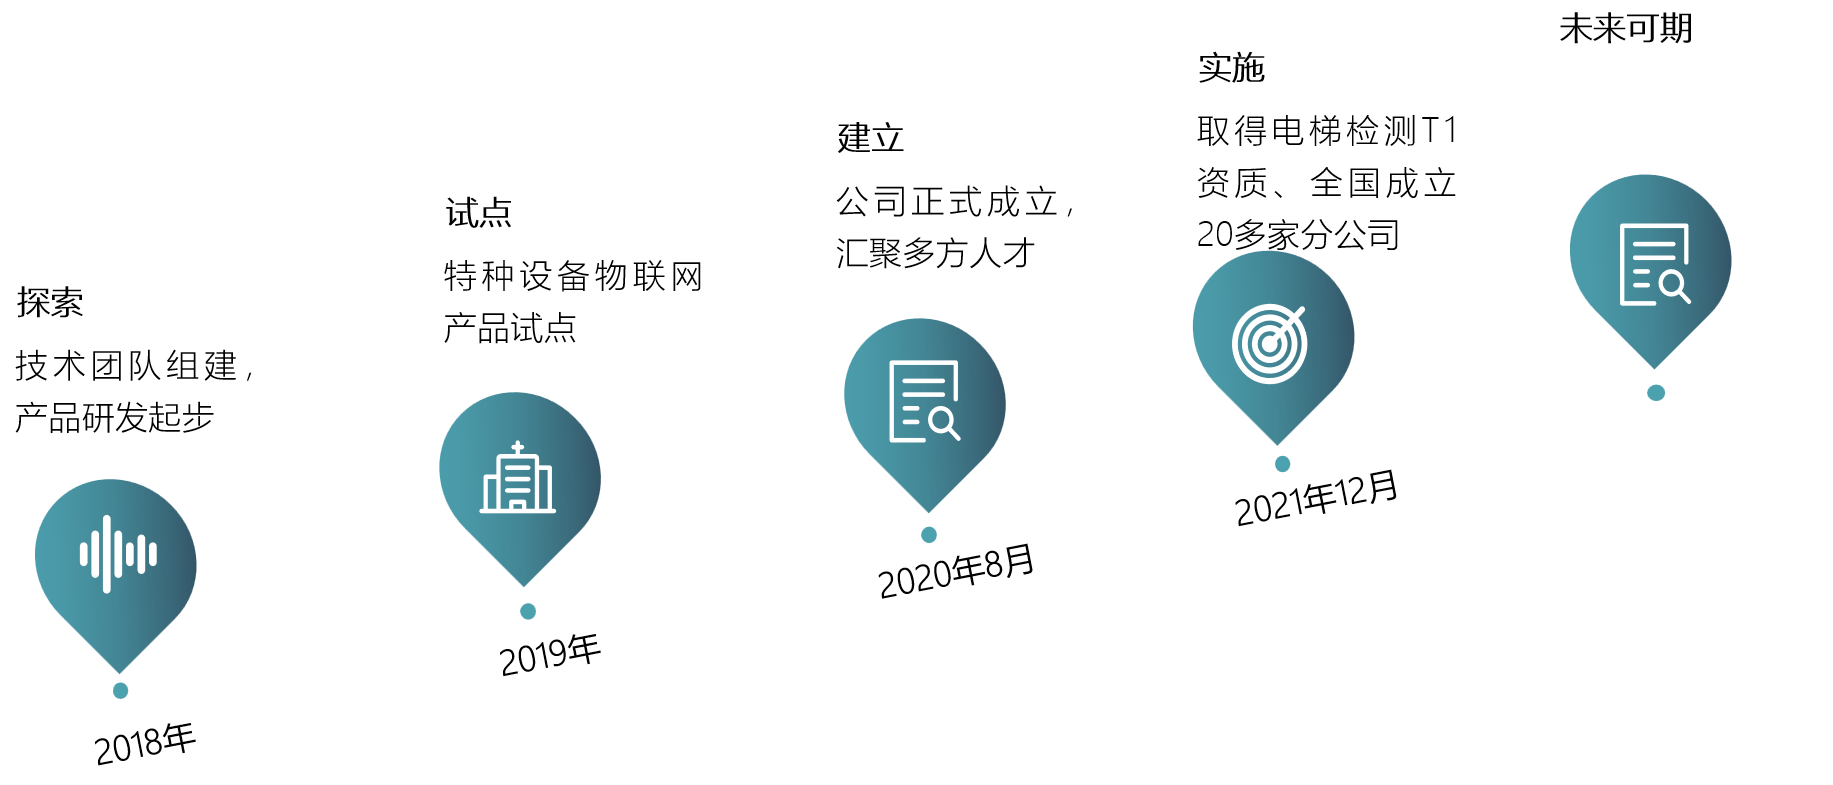 探索
技术团队组建，
产品研发起步
2018年
试点
特种设备物联网
产品试点
2019年
建立
公司正式成立，
汇聚多方人才
2020年8月
实施
取得电梯检测T1
资质、全国成立
20多家分公司
2021年12月
未来可期